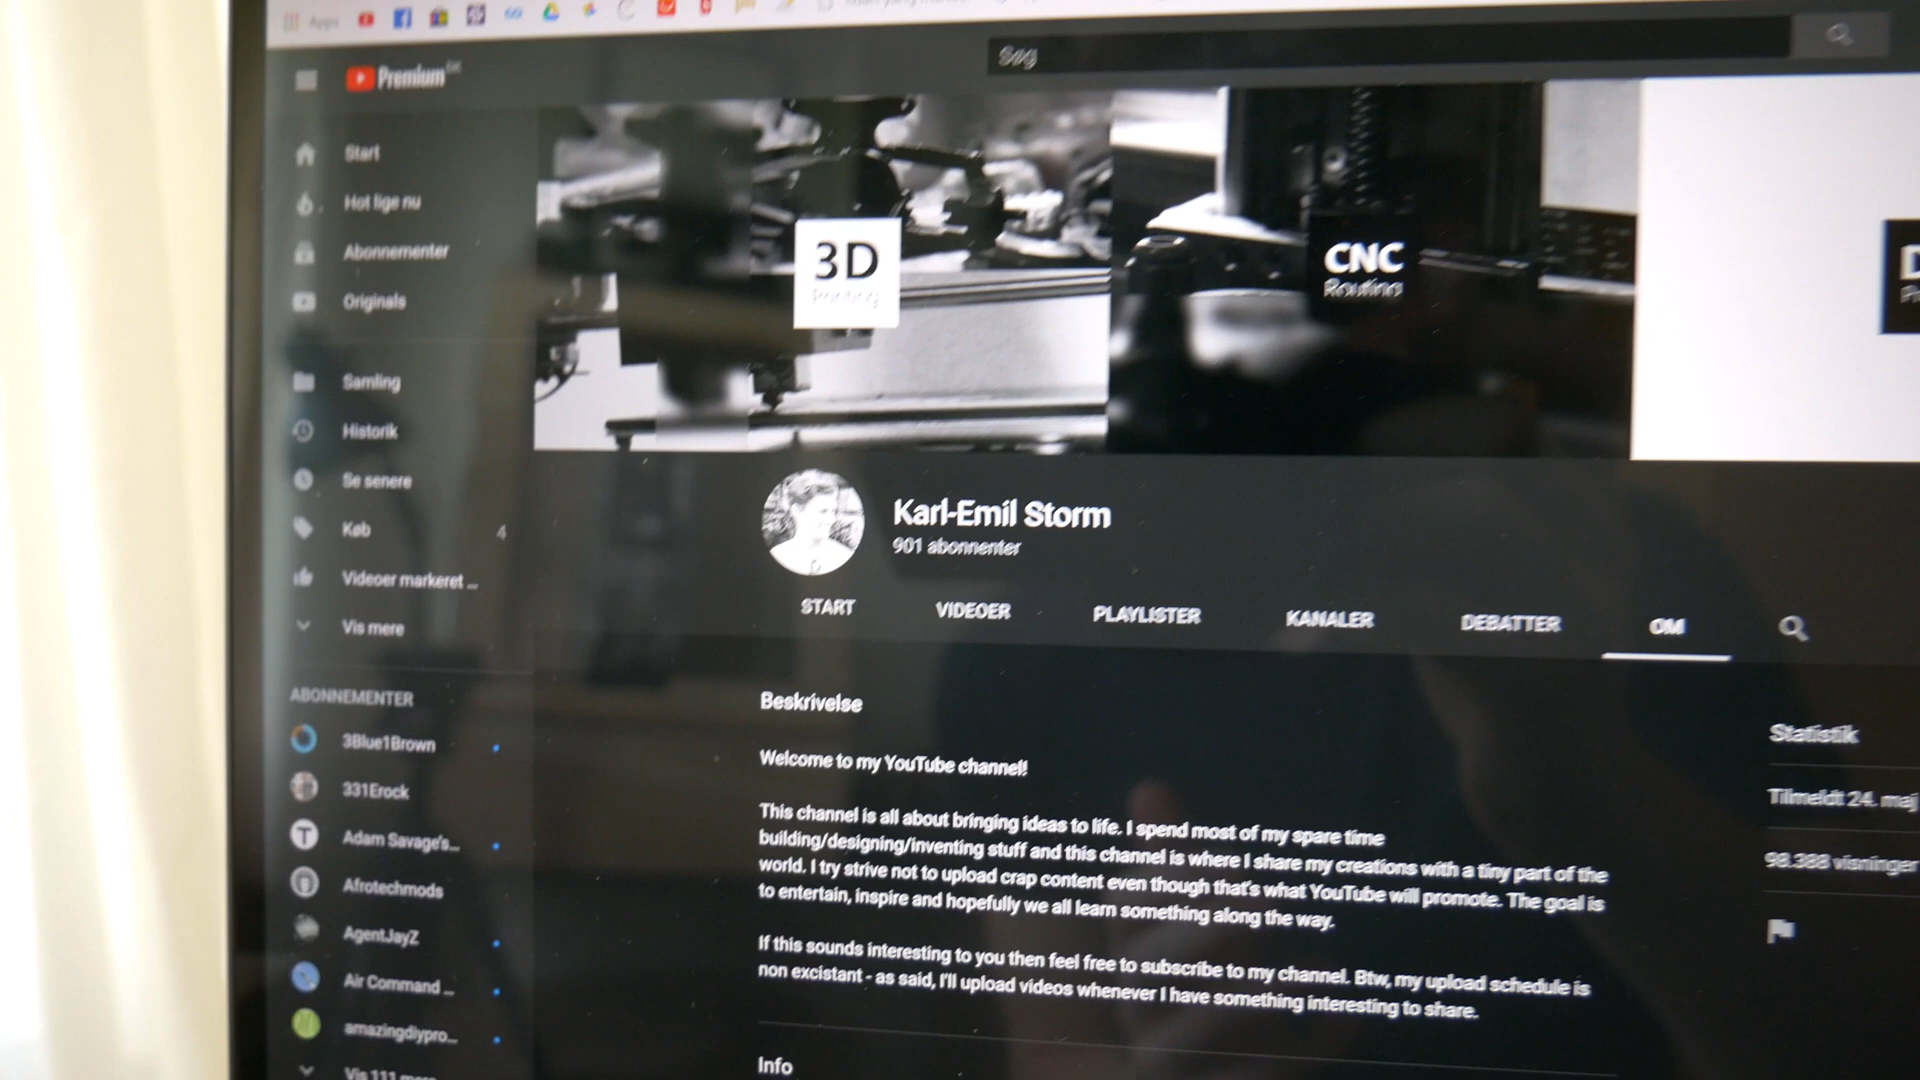 Apps
Premium DK
Søg
Start
Hot lige nu
Abonnementer
Originals
Samling
Historik
Se senere
Køb 4
Videoer markeret ...
Vis mere
ABONNEMENTER
3Blue1Brown
331Erock
Adam Savage's...
Afrotechmods
AgentJayZ
Air Command ...
amazingdiypro...
Vis 111 mere
3D
Printing
CNC
Routing
Karl-Emil Storm
901 abonnenter
START VIDEOER PLAYLISTER KANALER DEBATTER OM
Beskrivelse
Welcome to my YouTube channel!
This channel is all about bringing ideas to life. I spend most of my spare time
building/designing/inventing stuff and this channel is where I share my creations with a tiny part of the
world. I try strive not to upload crap content even though that's what YouTube will promote. The goal is
to entertain, inspire and hopefully we all learn something along the way.
If this sounds interesting to you then feel free to subscribe to my channel. Btw, my upload schedule is
non excistant - as said, I'll upload videos whenever I have something interesting to share.
Info
Statistik
Tilmeldt 24. maj
98.388 visninger